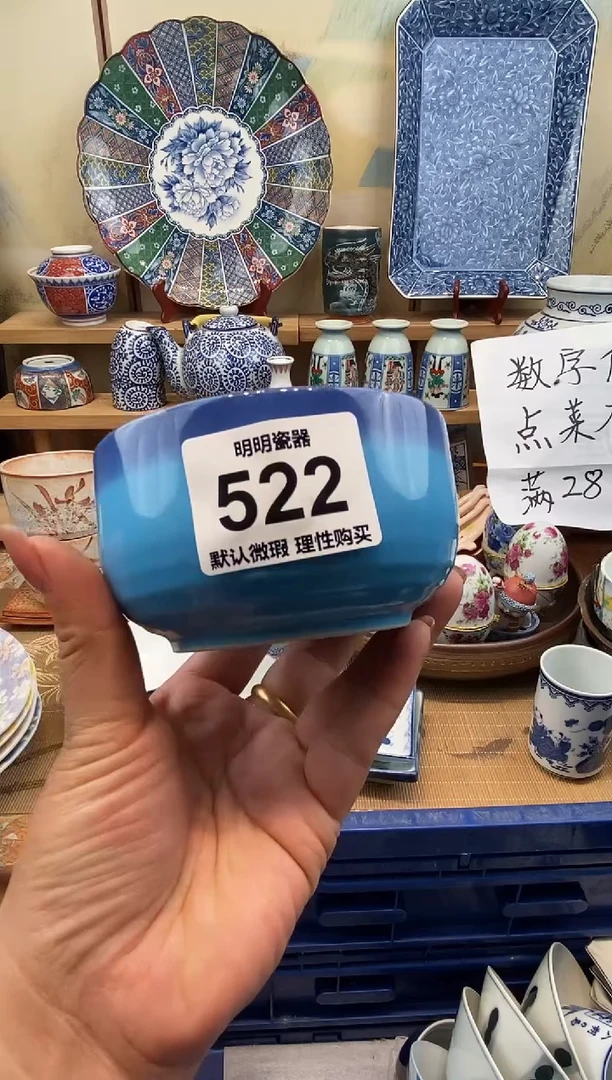 明明瓷器
522
默认微瑕 理性购买
数字
点菜
满28